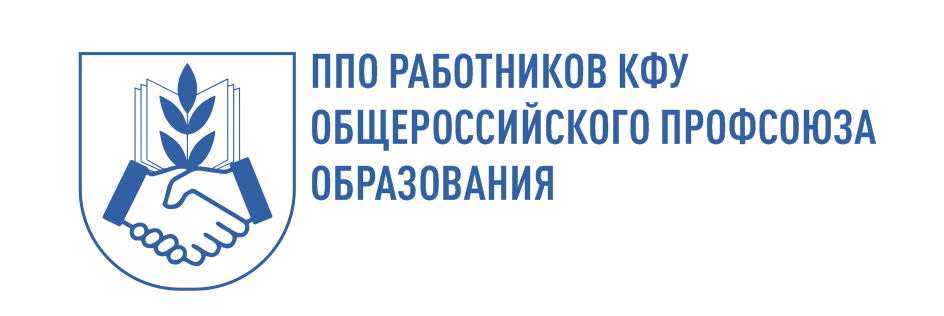 ППО РАБОТНИКОВ КФУ
ОБЩЕРОССИЙСКОГО ПРОФСОЮЗА
ОБРАЗОВАНИЯ